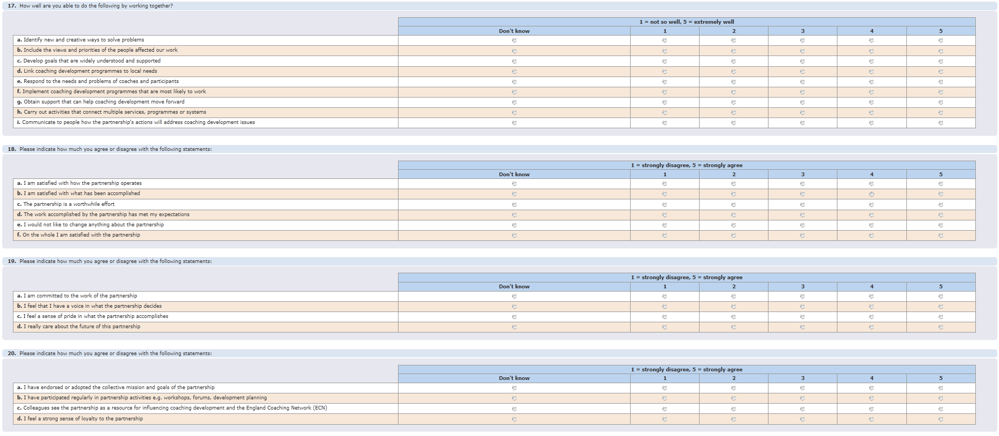 17. How well are you able to do the following by working together?
1 = not so well, 5 = extremely well
Don't know 1 2 3 4 5
a. Identify new and creative ways to solve problems
b. Include the views and priorities of the people affected our work
c. Develop goals that are widely understood and supported
d. Link coaching development programmes to local needs
e. Respond to the needs and problems of coaches and participants
f. Implement coaching development programmes that are most likely to work
g. Obtain support that can help coaching development move forward
h. Carry out activities that connect multiple services, programmes or systems
i. Communicate to people how the partnership's actions will address coaching development issues
18. Please indicate how much you agree or disagree with the following statements:
1 = strongly disagree, 5 = strongly agree
Don't know 1 2 3 4 5
a. I am satisfied with how the partnership operates
b. I am satisfied with what has been accomplished
c. The partnership is a worthwhile effort
d. The work accomplished by the partnership has met my expectations
e. I would not like to change anything about the partnership
f. On the whole I am satisfied with the partnership
19. Please indicate how much you agree or disagree with the following statements:
1 = strongly disagree, 5 = strongly agree
Don't know 1 2 3 4 5
a. I am committed to the work of the partnership
b. I feel that I have a voice in what the partnership decides
c. I feel a sense of pride in what the partnership accomplishes
d. I really care about the future of this partnership
20. Please indicate how much you agree or disagree with the following statements:
1 = strongly disagree, 5 = strongly agree
Don't know 1 2 3 4 5
a. I have endorsed or adopted the collective mission and goals of the partnership
b. I have participated regularly in partnership activities e.g. workshops, forums, development planning
c. Colleagues see the partnership as a resource for influencing coaching development and the England Coaching Network (ECN)
d. I feel a strong sense of loyalty to the partnership